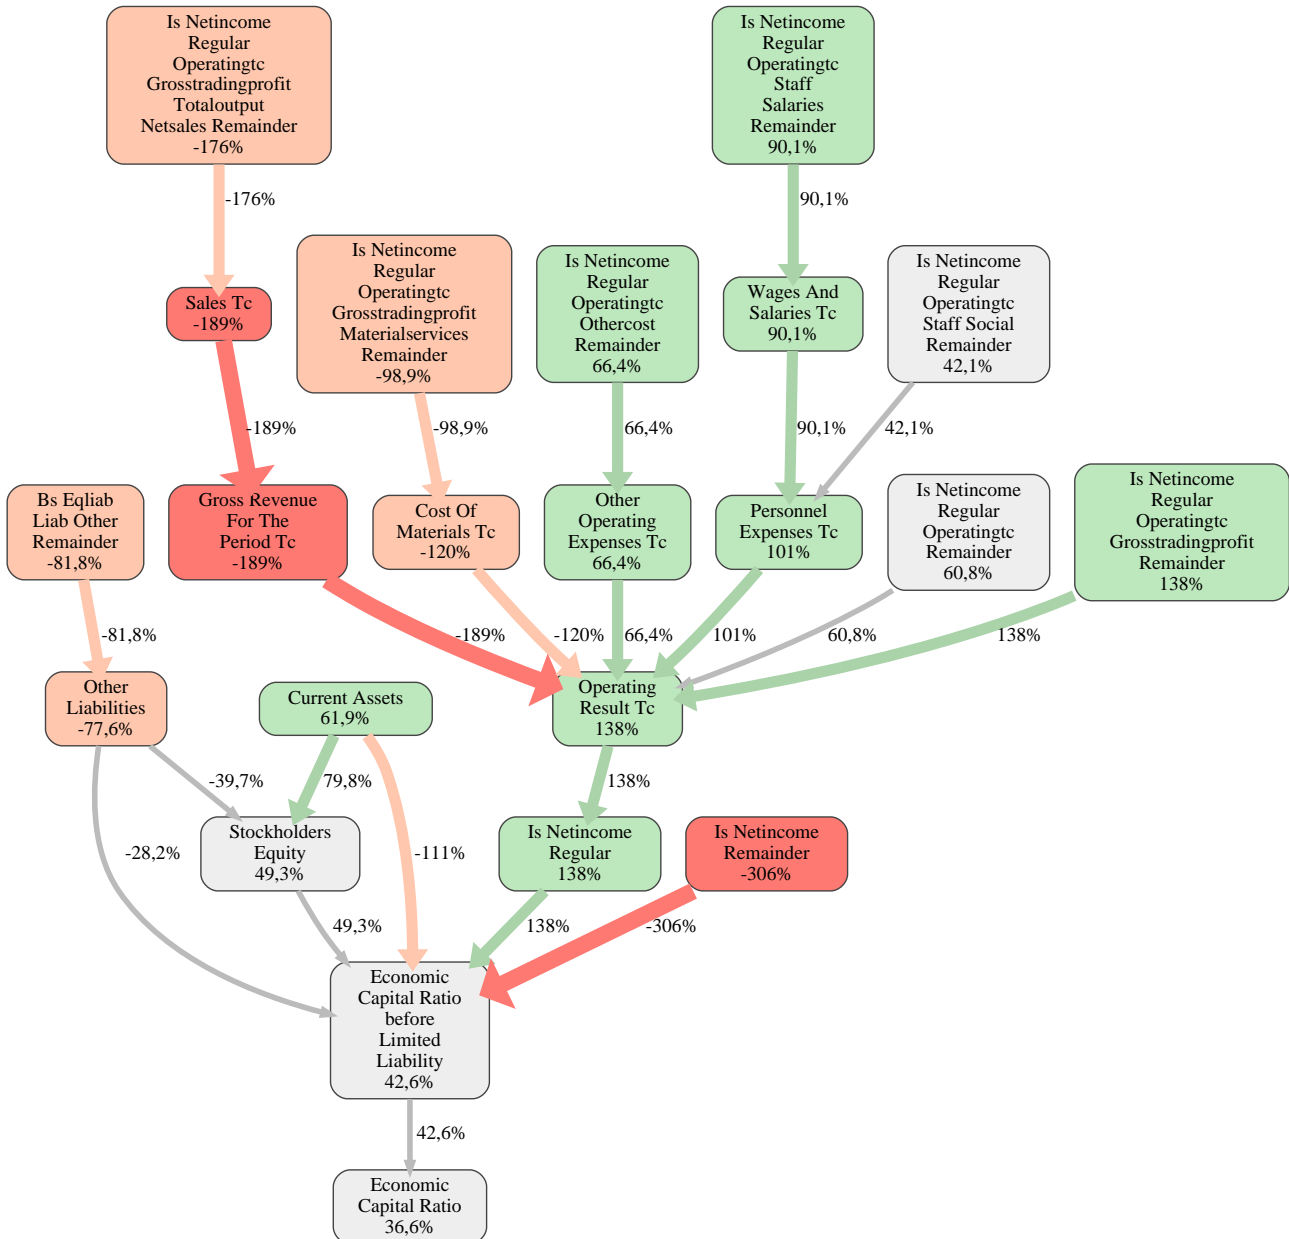 Is Netincome
Regular
Operatingtc
Grosstradingprofit
Totaloutput
Netsales Remainder
-176%
Is Netincome
Regular
Operatingtc
Staff
Salaries
Remainder
90,1%
-176%
90,1%
Is Netincome
Regular
Operatingtc
Grosstradingprofit
Materialservices
Remainder
-98,9%
Is Netincome
Regular
Operatingtc
Othercost
Remainder
66,4%
Is Netincome
Regular
Operatingtc
Staff Social
Remainder
42,1%
Sales Tc
-189%
Wages And
Salaries Tc
90,1%
-189%
-98,9%
66,4%
90,1%
42,1%
Bs Eqliab
Liab Other
Remainder
-81,8%
Gross Revenue
For The
Period Tc
-189%
Cost Of
Materials Tc
-120%
Other
Operating
Expenses Tc
66,4%
Personnel
Expenses Tc
101%
Is Netincome
Regular
Operatingtc
Remainder
60,8%
Is Netincome
Regular
Operatingtc
Grosstradingprofit
Remainder
138%
-81,8%
-189%
-120%
66,4%
101%
60,8%
138%
Other
Liabilities
-77,6%
Current Assets
61,9%
Operating
Result Tc
138%
-39,7%
79,8%
138%
Stockholders
Equity
49,3%
Is Netincome
Regular
138%
Is Netincome
Remainder
-306%
-28,2%
-111%
49,3%
138%
-306%
Economic
Capital Ratio
before
Limited
Liability
42,6%
42,6%
Economic
Capital Ratio
36,6%